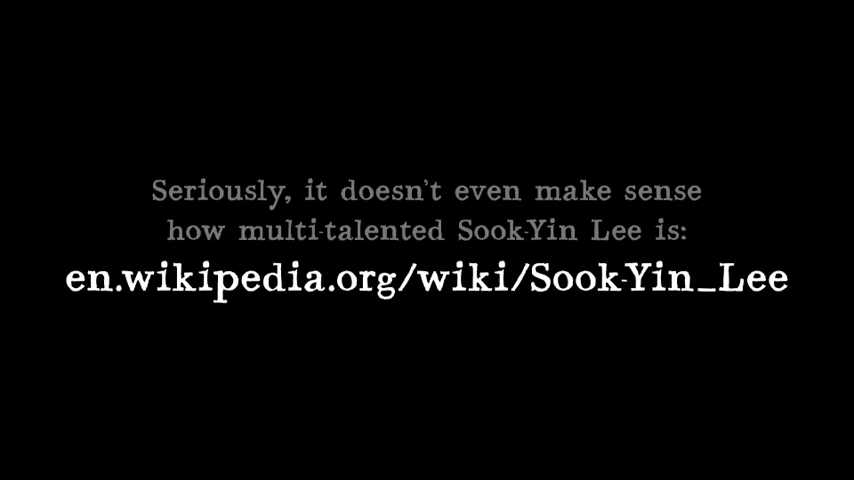 Seriously, it doesn't even make sense
how multi-talented Sook-Yin Lee is:
en.wikipedia.org/wiki/Sook-Yin_Lee